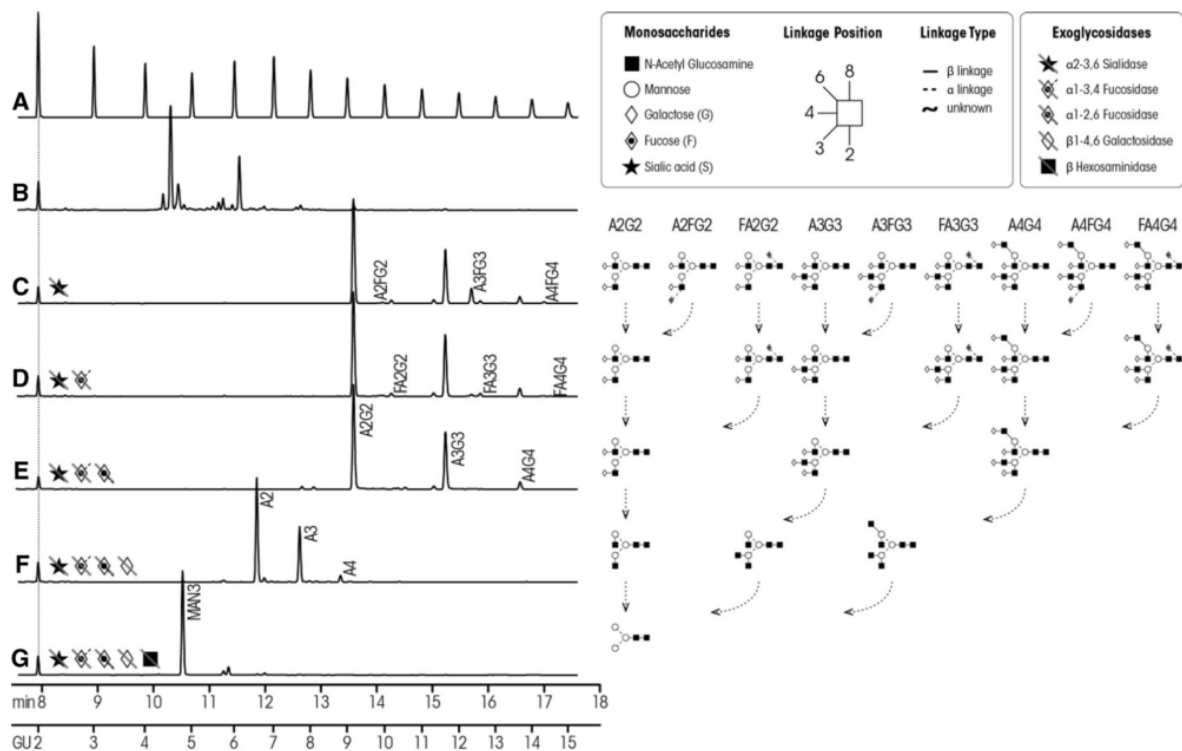 A
B
C
D
E
F
G
A2FG2
A3FG3
A4FG4
FA2G2
FA3G3
FA4G4
A2G2
A3G3
A4G4
A2
A3
A4
MAN3
min 8 9 10 11 12 13 14 15 16 17 18
GU 2 3 4 5 6 7 8 9 10 11 12 13 14 15
Monosaccharides
N-Acetyl Glucosamine
Mannose
Galactose (G)
Fucose (F)
Sialic acid (S)
Linkage Position
6 8
4
3 2
Linkage Type
β linkage
α linkage
unknown
Exoglycosidases
α2-3,6 Sialidase
α1-3,4 Fucosidase
α1-2,6 Fucosidase
β1-4,6 Galactosidase
β Hexosaminidase
A2G2 A2FG2 FA2G2 A3G3 A3FG3 FA3G3 A4G4 A4FG4 FA4G4